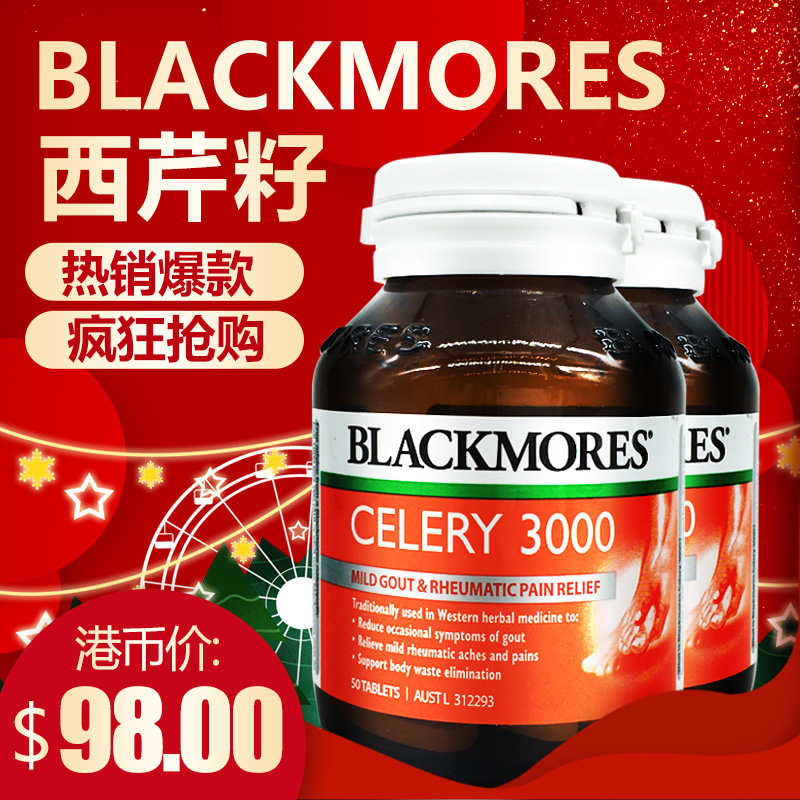 BLACKMORES
西芹籽
热销爆款
疯狂抢购
BLACKMORES®
CELERY 3000
MILD GOUT & RHEUMATIC PAIN RELIEF
Traditionally used in Western herbal medicine to:
• Reduce occasional symptoms of gout
• Relieve mild rheumatic aches and pains
• Support body waste elimination
50 TABLETS | AUST L 312293
ES®
0
港币价:
$98.00